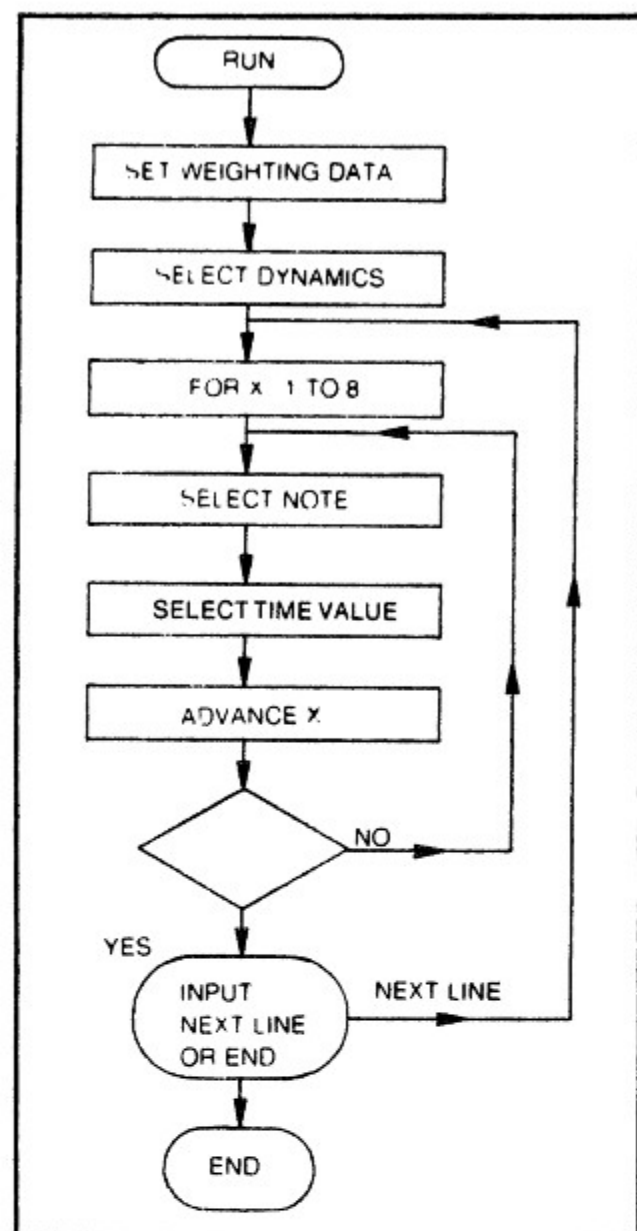 RUN
SET WEIGHTING DATA
SELECT DYNAMICS
FOR X 1 TO 8
SELECT NOTE
SELECT TIME VALUE
ADVANCE X
NO
YES
INPUT
NEXT LINE
OR END
NEXT LINE
END